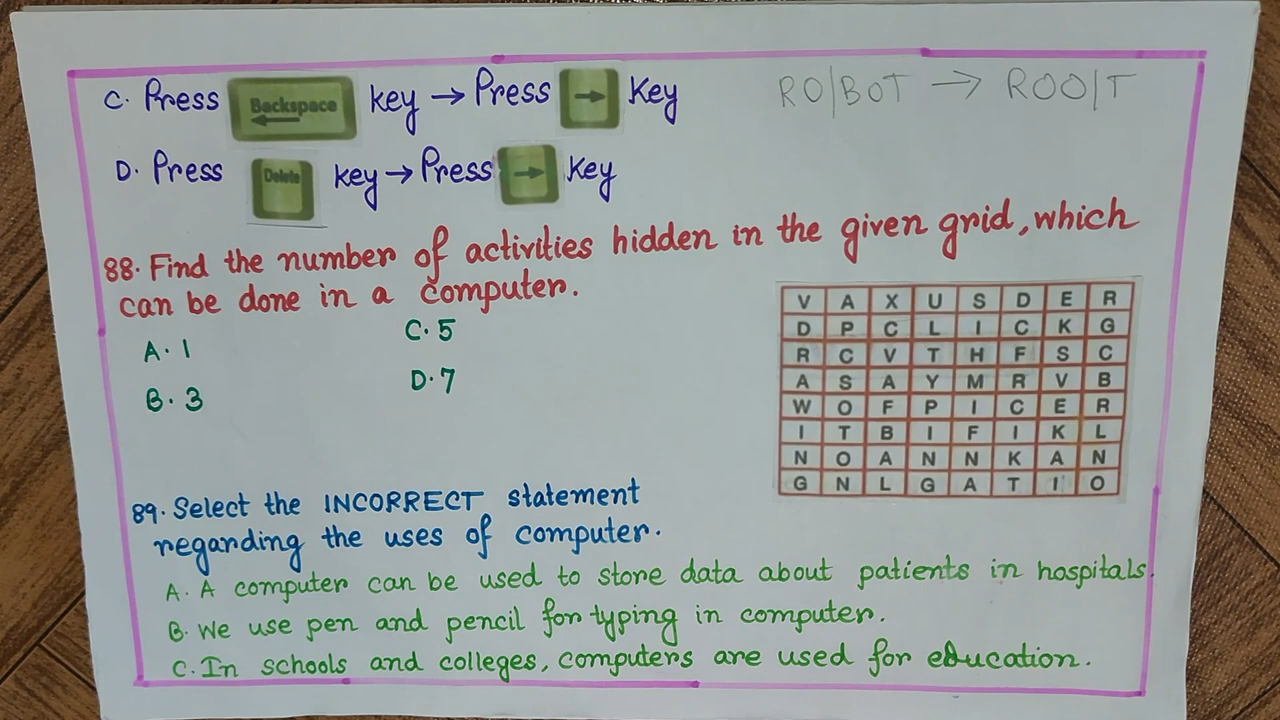 C. Press Backspace ← key → Press → Key
RO/BOT → ROO/T
D. Press Delete key → Press → Key
88. Find the number of activities hidden in the given grid, which
can be done in a computer.
A. 1
C. 5
B. 3
D. 7
V A X U S D E R
D P C L I C K G
R C V T H F S C
A S A Y M R V B
W O F P I C E R
I T B I F I K L
N O A N N K A N
G N L G A T I O
89. Select the INCORRECT statement
regarding the uses of computer.
A. A computer can be used to store data about patients in hospitals.
B. We use pen and pencil for typing in computer.
C. In schools and colleges, computers are used for education.